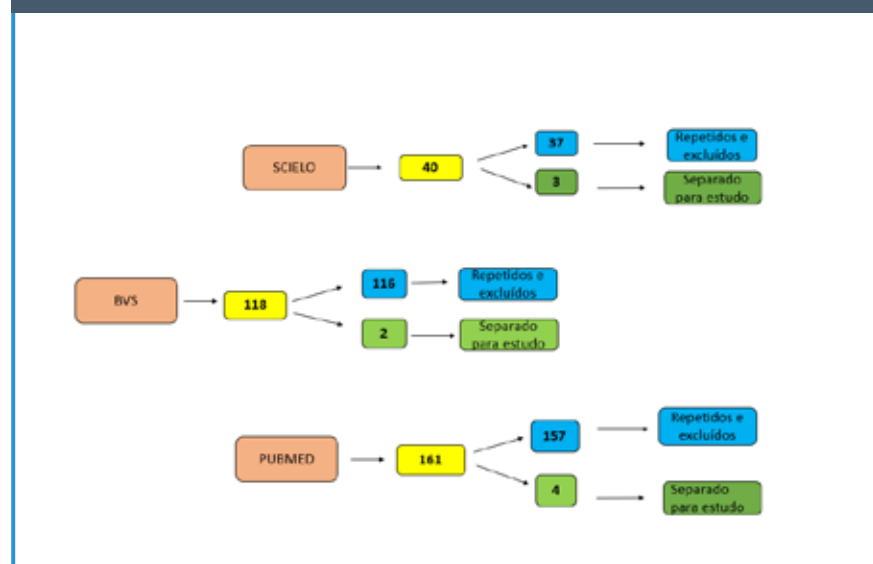 SCIELO
40
37
Repetidos e
excluídos
3
Separado
para estudo
BVS
118
116
Repetidos e
excluídos
2
Separado
para estudo
PUBMED
161
157
Repetidos e
excluídos
4
Separado
para estudo